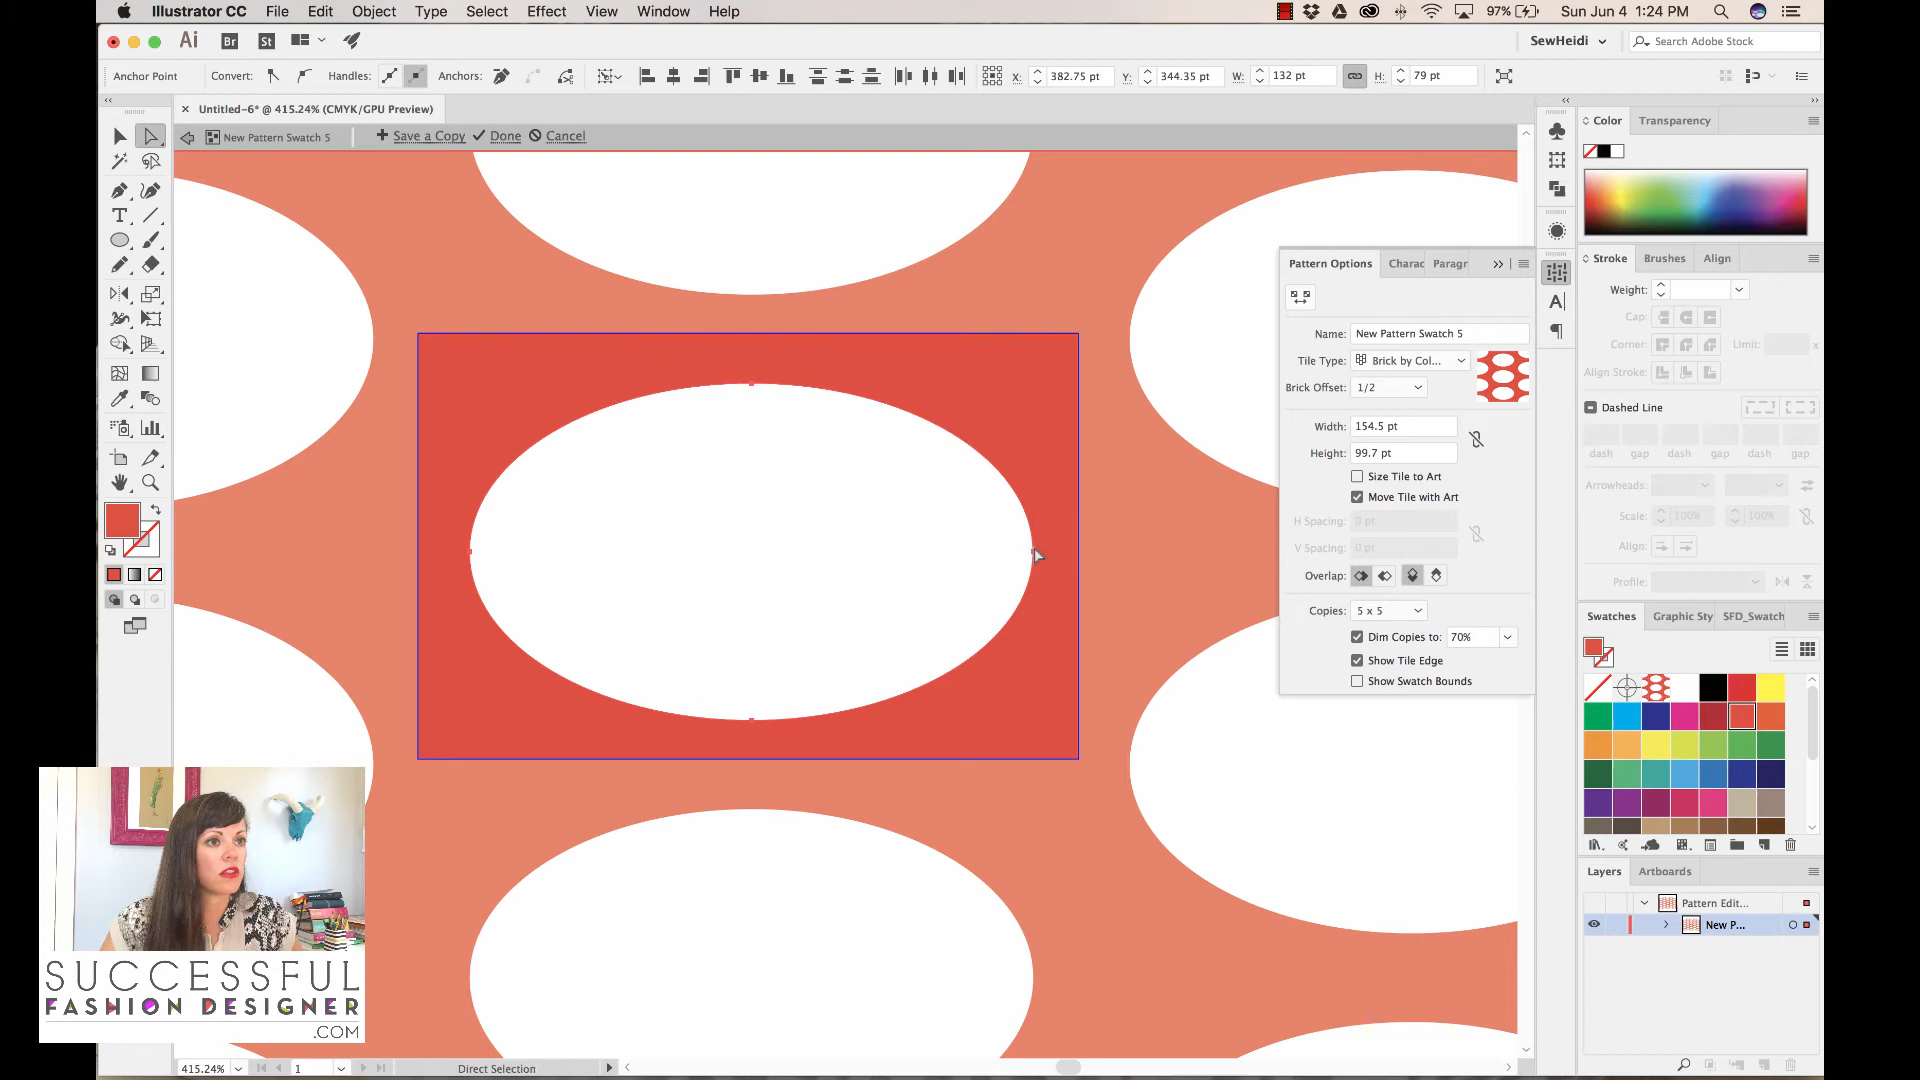 Illustrator CC File Edit Object Type Select Effect View Window Help
97% Sun Jun 4 1:24 PM
Ai Br St
SewHeidi Search Adobe Stock
Anchor Point Convert: Handles: Anchors: X: 382.75 pt Y: 344.35 pt W: 132 pt H: 79 pt
Untitled-6* @ 415.24% (CMYK/GPU Preview)
New Pattern Swatch 5 Save a Copy Done Cancel
Color Transparency
Stroke Brushes Align
Weight:
Cap:
Corner: Limit: x
Align Stroke:
Dashed Line
dash gap dash gap dash gap
Arrowheads:
Scale: 100% 100%
Align:
Profile:
Pattern Options Charac Paragr
Name: New Pattern Swatch 5
Tile Type: Brick by Col...
Brick Offset: 1/2
Width: 154.5 pt
Height: 99.7 pt
Size Tile to Art
Move Tile with Art
H Spacing: 0 pt
V Spacing: 0 pt
Overlap:
Copies: 5 x 5
Dim Copies to: 70%
Show Tile Edge
Show Swatch Bounds
Swatches Graphic Sty SFD_Swatch
Layers Artboards
Pattern Edit...
New P...
SUCCESSFUL
FASHION DESIGNER
.COM
415.24% 1 Direct Selection